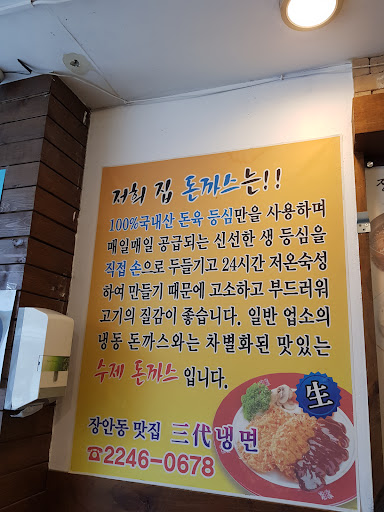 저희 집 돈까스는!!
100%국내산 돈육 등심만을 사용하며
매일매일 공급되는 신선한 생 등심을
직접 손으로 두들기고 24시간 저온숙성
하여 만들기 때문에 고소하고 부드러워
고기의 질감이 좋습니다. 일반 업소의
냉동 돈까스와는 차별화된 맛있는
수제 돈까스 입니다.
生
장안동 맛집 三代냉면
☎2246-0678